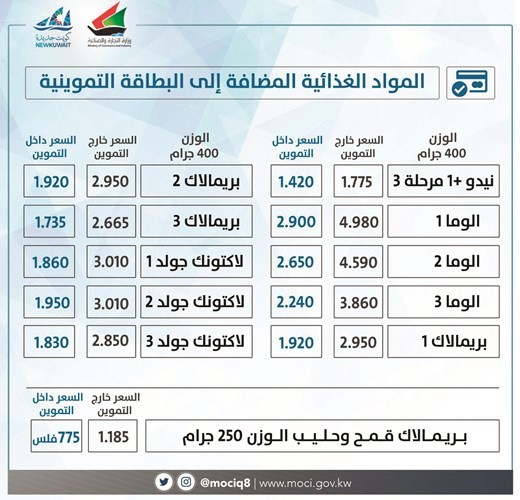 كويت جديدة
NEWKUWAIT
وزارة التجارة والصناعة
Ministry of Commerce and Industry
المواد الغذائية المضافة إلى البطاقة التموينية
الوزن 400 جرام السعر خارج التموين السعر داخل التموين
نيدو +1 مرحلة 3 1.775 1.420
الوما 1 4.980 2.900
الوما 2 4.590 2.650
الوما 3 3.860 2.240
بريمالاك 1 2.950 1.920
الوزن 400 جرام السعر خارج التموين السعر داخل التموين
بريمالاك 2 2.950 1.920
بريمالاك 3 2.665 1.735
لاكتونك جولد 1 3.010 1.860
لاكتونك جولد 2 3.010 1.950
لاكتونك جولد 3 2.850 1.830
السعر خارج التموين السعر داخل التموين
بريمالاك قمح وحليب الوزن 250 جرام 1.185 775فلس
@mociq8 | www.moci.gov.kw